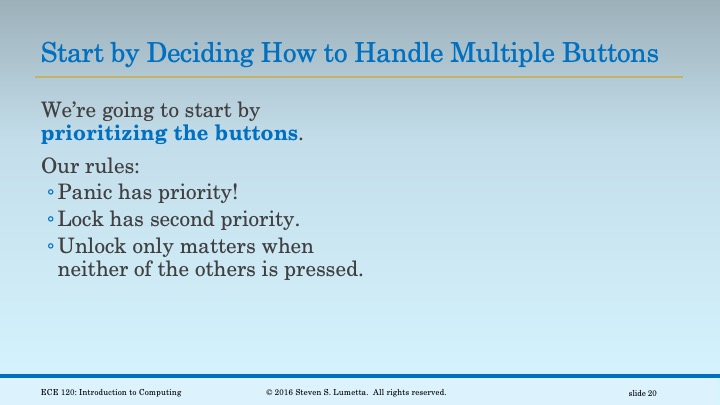 Start by Deciding How to Handle Multiple Buttons
We’re going to start by
prioritizing the buttons.
Our rules:
◦Panic has priority!
◦Lock has second priority.
◦Unlock only matters when
neither of the others is pressed.
ECE 120: Introduction to Computing
© 2016 Steven S. Lumetta.  All rights reserved.
slide 20